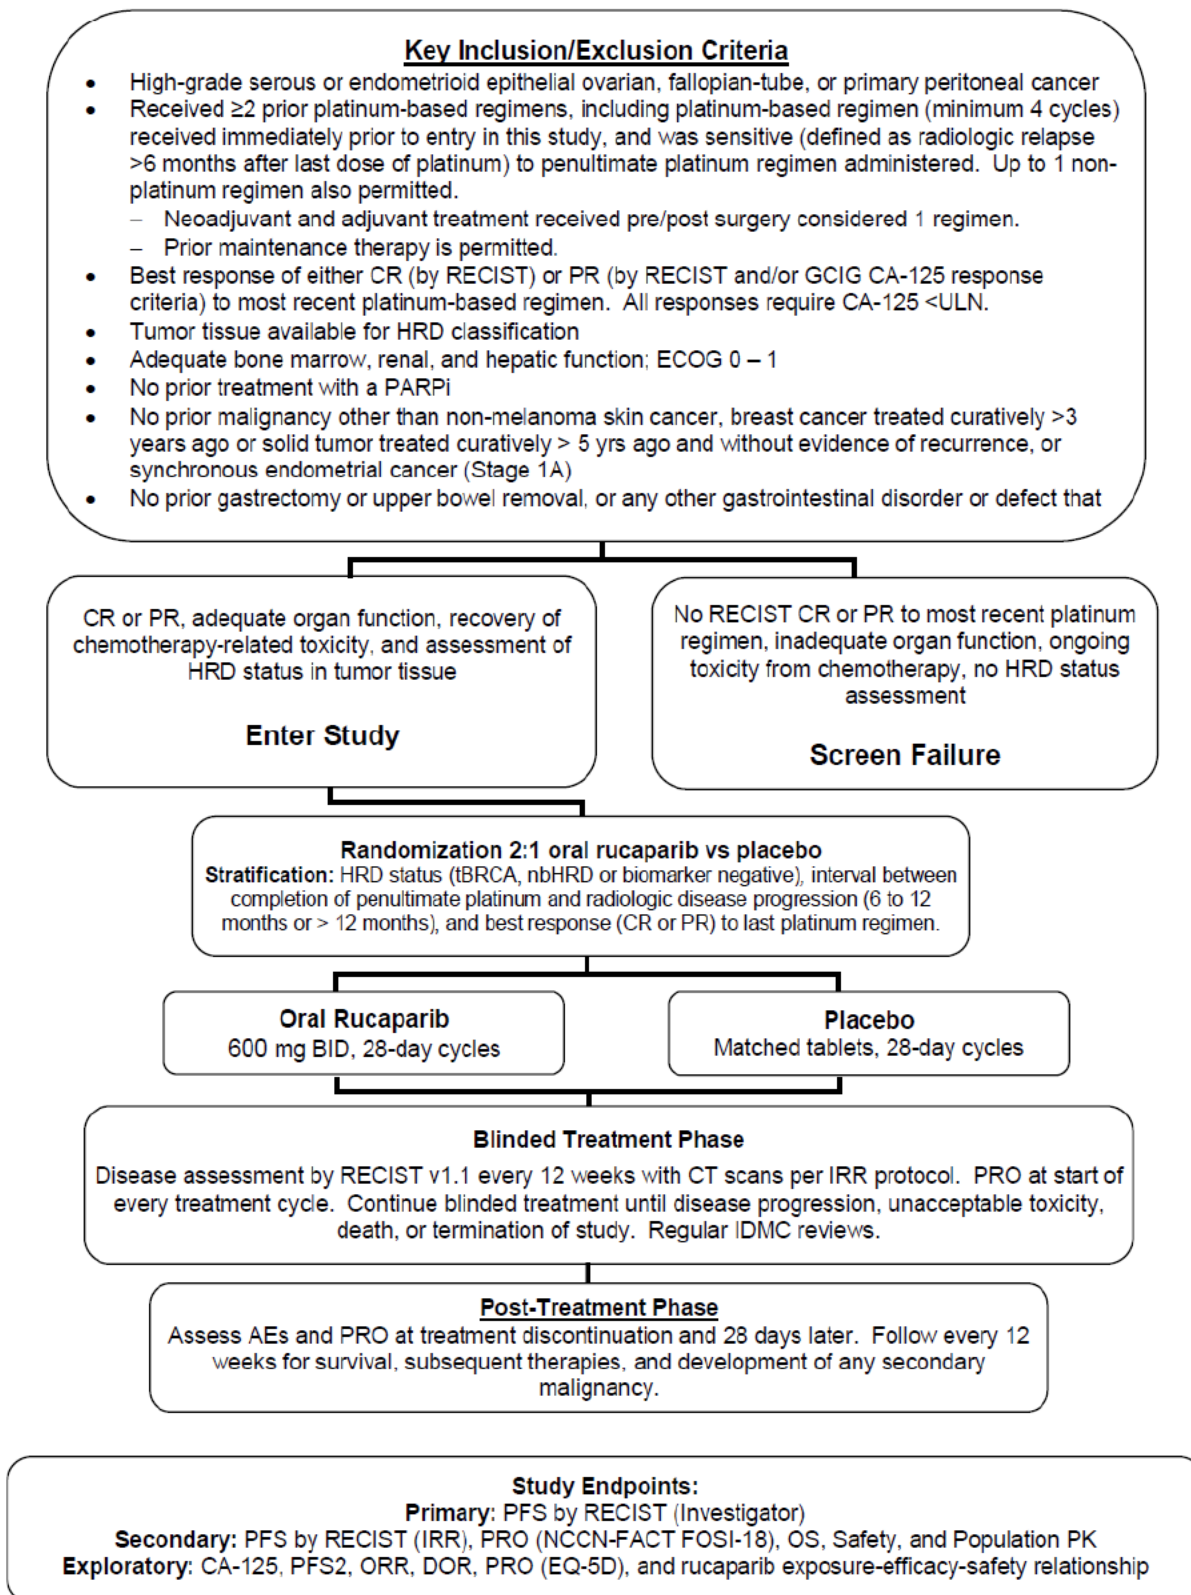 Key Inclusion/Exclusion Criteria
• High-grade serous or endometrioid epithelial ovarian, fallopian-tube, or primary peritoneal cancer
• Received ≥2 prior platinum-based regimens, including platinum-based regimen (minimum 4 cycles)
received immediately prior to entry in this study, and was sensitive (defined as radiologic relapse
>6 months after last dose of platinum) to penultimate platinum regimen administered. Up to 1 non-
platinum regimen also permitted.
– Neoadjuvant and adjuvant treatment received pre/post surgery considered 1 regimen.
– Prior maintenance therapy is permitted.
• Best response of either CR (by RECIST) or PR (by RECIST and/or GCIG CA-125 response
criteria) to most recent platinum-based regimen. All responses require CA-125 <ULN.
• Tumor tissue available for HRD classification
• Adequate bone marrow, renal, and hepatic function; ECOG 0 – 1
• No prior treatment with a PARPi
• No prior malignancy other than non-melanoma skin cancer, breast cancer treated curatively >3
years ago or solid tumor treated curatively > 5 yrs ago and without evidence of recurrence, or
synchronous endometrial cancer (Stage 1A)
• No prior gastrectomy or upper bowel removal, or any other gastrointestinal disorder or defect that
CR or PR, adequate organ function, recovery of
chemotherapy-related toxicity, and assessment of
HRD status in tumor tissue
Enter Study
No RECIST CR or PR to most recent platinum
regimen, inadequate organ function, ongoing
toxicity from chemotherapy, no HRD status
assessment
Screen Failure
Randomization 2:1 oral rucaparib vs placebo
Stratification: HRD status (tBRCA, nbHRD or biomarker negative), interval between
completion of penultimate platinum and radiologic disease progression (6 to 12
months or > 12 months), and best response (CR or PR) to last platinum regimen.
Oral Rucaparib
600 mg BID, 28-day cycles
Placebo
Matched tablets, 28-day cycles
Blinded Treatment Phase
Disease assessment by RECIST v1.1 every 12 weeks with CT scans per IRR protocol. PRO at start of
every treatment cycle. Continue blinded treatment until disease progression, unacceptable toxicity,
death, or termination of study. Regular IDMC reviews.
Post-Treatment Phase
Assess AEs and PRO at treatment discontinuation and 28 days later. Follow every 12
weeks for survival, subsequent therapies, and development of any secondary
malignancy.
Study Endpoints:
Primary: PFS by RECIST (Investigator)
Secondary: PFS by RECIST (IRR), PRO (NCCN-FACT FOSI-18), OS, Safety, and Population PK
Exploratory: CA-125, PFS2, ORR, DOR, PRO (EQ-5D), and rucaparib exposure-efficacy-safety relationship